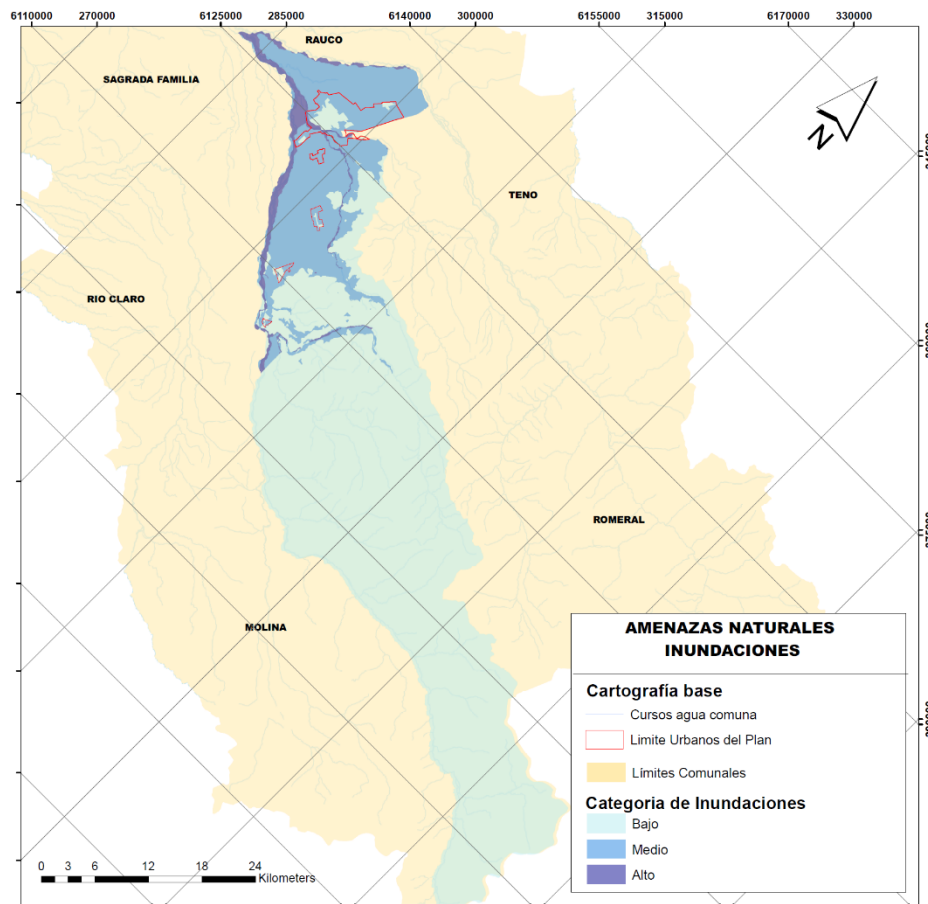 6110000 270000 6125000 285000 6140000 300000 6155000 315000 6170000 330000
RAUCO
SAGRADA FAMILIA
N
TENO
RIO CLARO
ROMERAL
MOLINA
AMENAZAS NATURALES
INUNDACIONES
Cartografía base
Cursos agua comuna
Limite Urbanos del Plan
Límites Comunales
Categoria de Inundaciones
Bajo
Medio
Alto
0 3 6 12 18 24
Kilometers